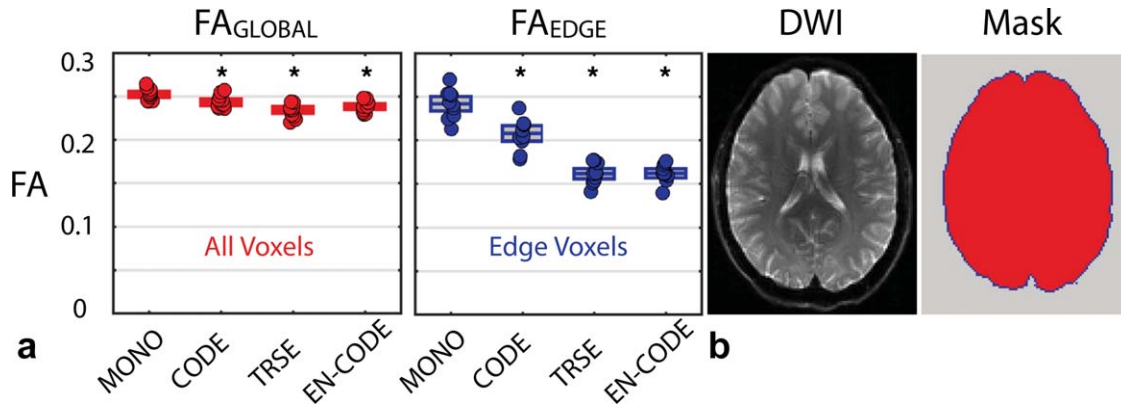 FAGLOBAL
FAEDGE
DWI
Mask
0.3
* * *
* * *
0.2
FA
0.1
All Voxels
Edge Voxels
0
a
MONO
CODE
TRSE
EN-CODE
MONO
CODE
TRSE
EN-CODE
b